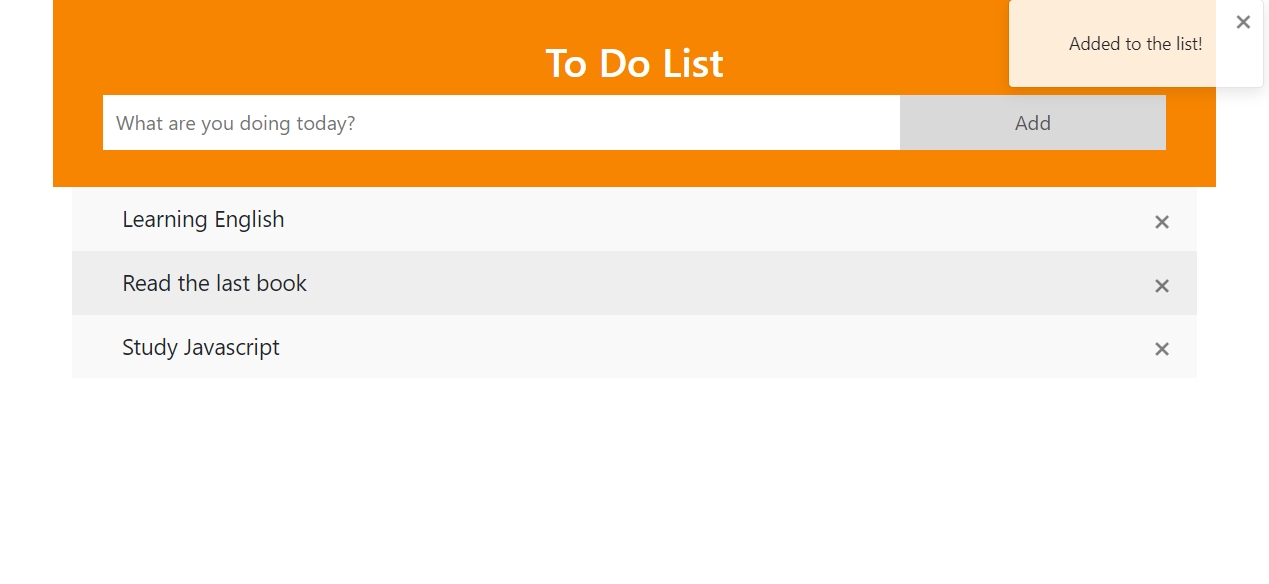 To Do List
Added to the list!
What are you doing today?
Add
Learning English
Read the last book
Study Javascript